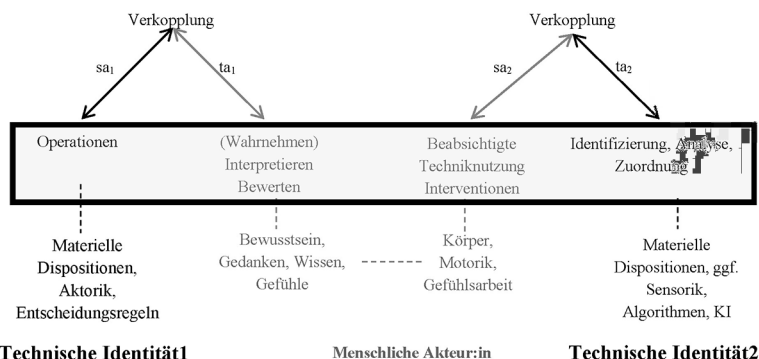 Verkopplung
Verkopplung
sa1
ta1
sa2
ta2
Operationen
(Wahrnehmen)
Interpretieren
Bewerten
Beabsichtigte
Techniknutzung
Interventionen
Identifizierung, Analyse,
Zuordnung
Materielle
Dispositionen,
Aktorik,
Entscheidungsregeln
Bewusstsein,
Gedanken, Wissen,
Gefühle
Körper,
Motorik,
Gefühlsarbeit
Materielle
Dispositionen, ggf.
Sensorik,
Algorithmen, KI
Technische Identität1
Menschliche Akteur:in
Technische Identität2